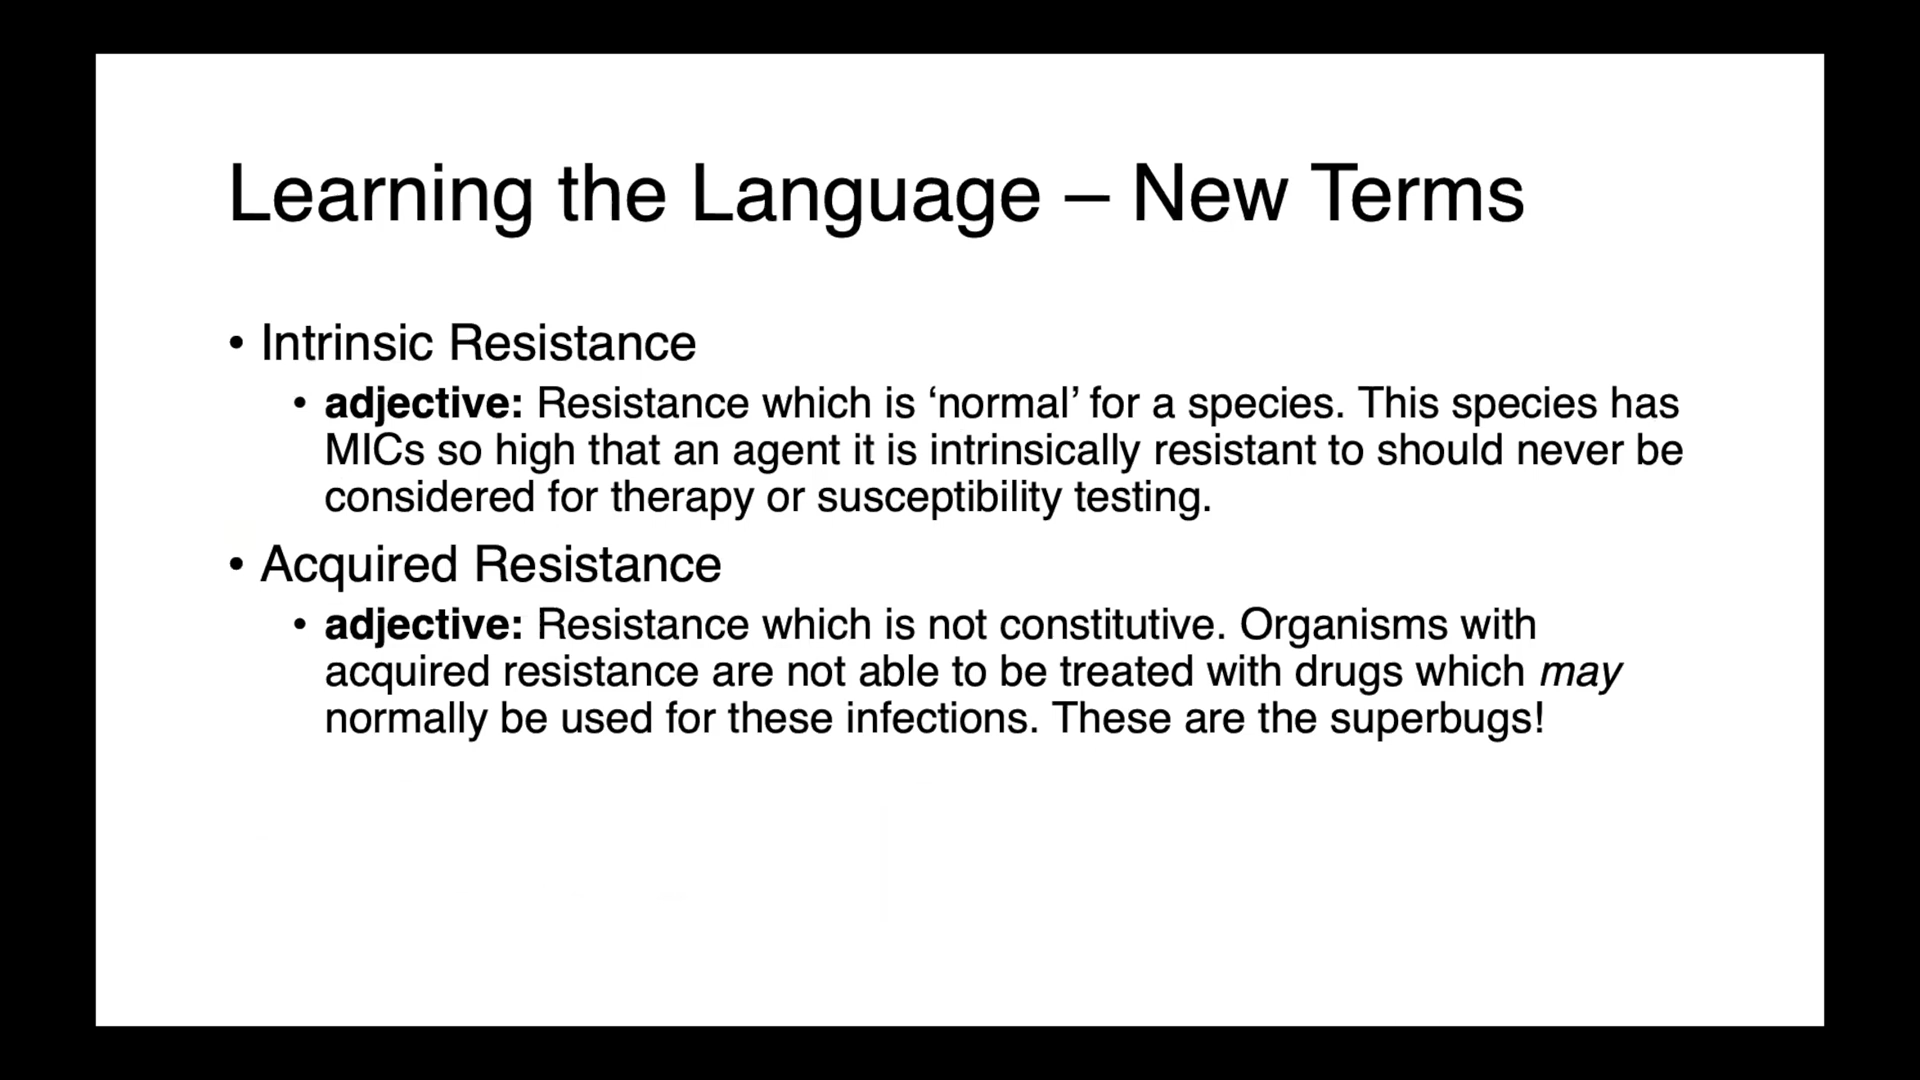 Learning the Language – New Terms
• Intrinsic Resistance
• adjective: Resistance which is ‘normal’ for a species. This species has
MICs so high that an agent it is intrinsically resistant to should never be
considered for therapy or susceptibility testing.
• Acquired Resistance
• adjective: Resistance which is not constitutive. Organisms with
acquired resistance are not able to be treated with drugs which may
normally be used for these infections. These are the superbugs!